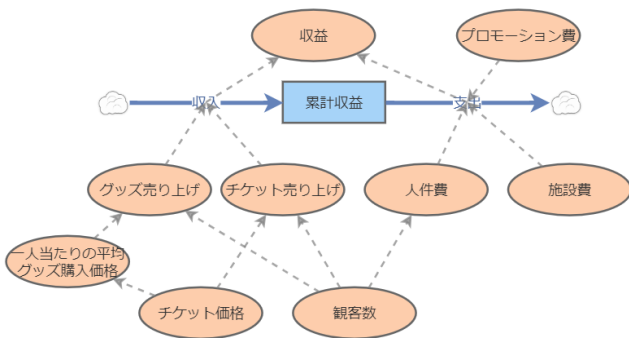 収益
プロモーション費
収入
累計収益
支出
グッズ売り上げ
チケット売り上げ
人件費
施設費
一人当たりの平均
グッズ購入価格
チケット価格
観客数